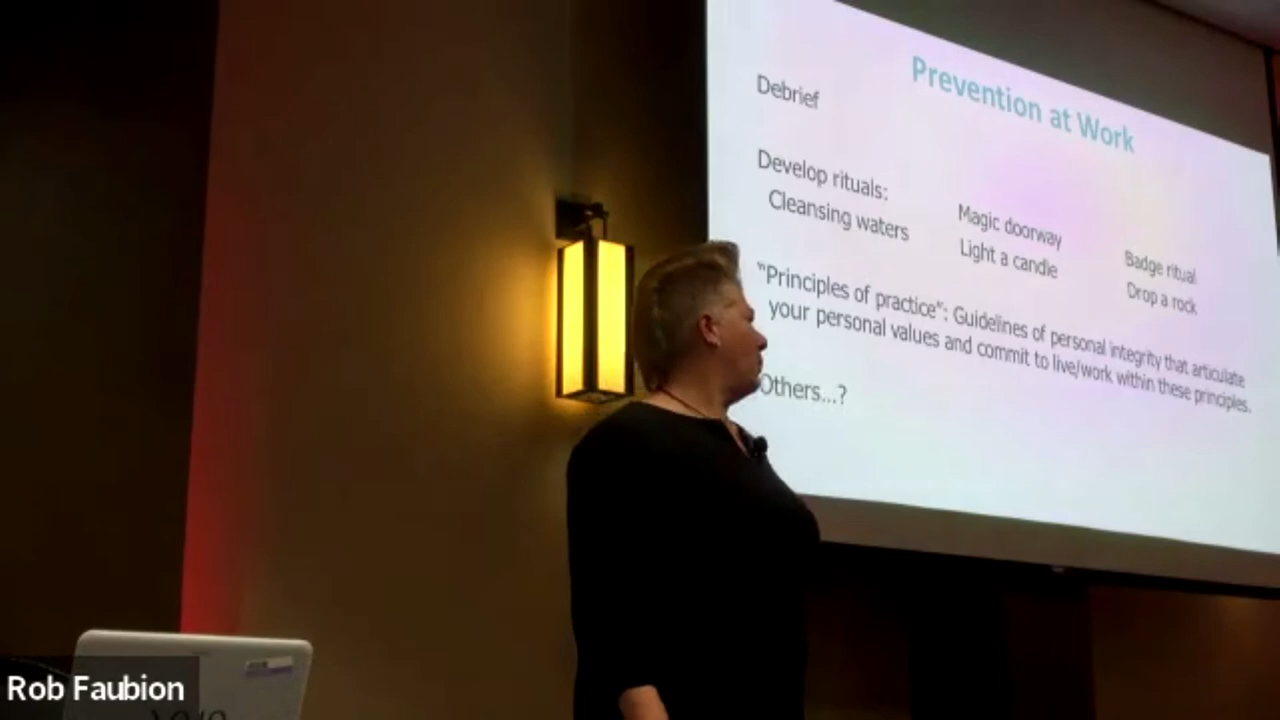 Prevention at Work
Debrief
Develop rituals:
Cleansing waters
Magic doorway
Light a candle
Badge ritual
Drop a rock
"Principles of practice": Guidelines of personal integrity that articulate
your personal values and commit to live/work within these principles.
Others...?
Rob Faubion